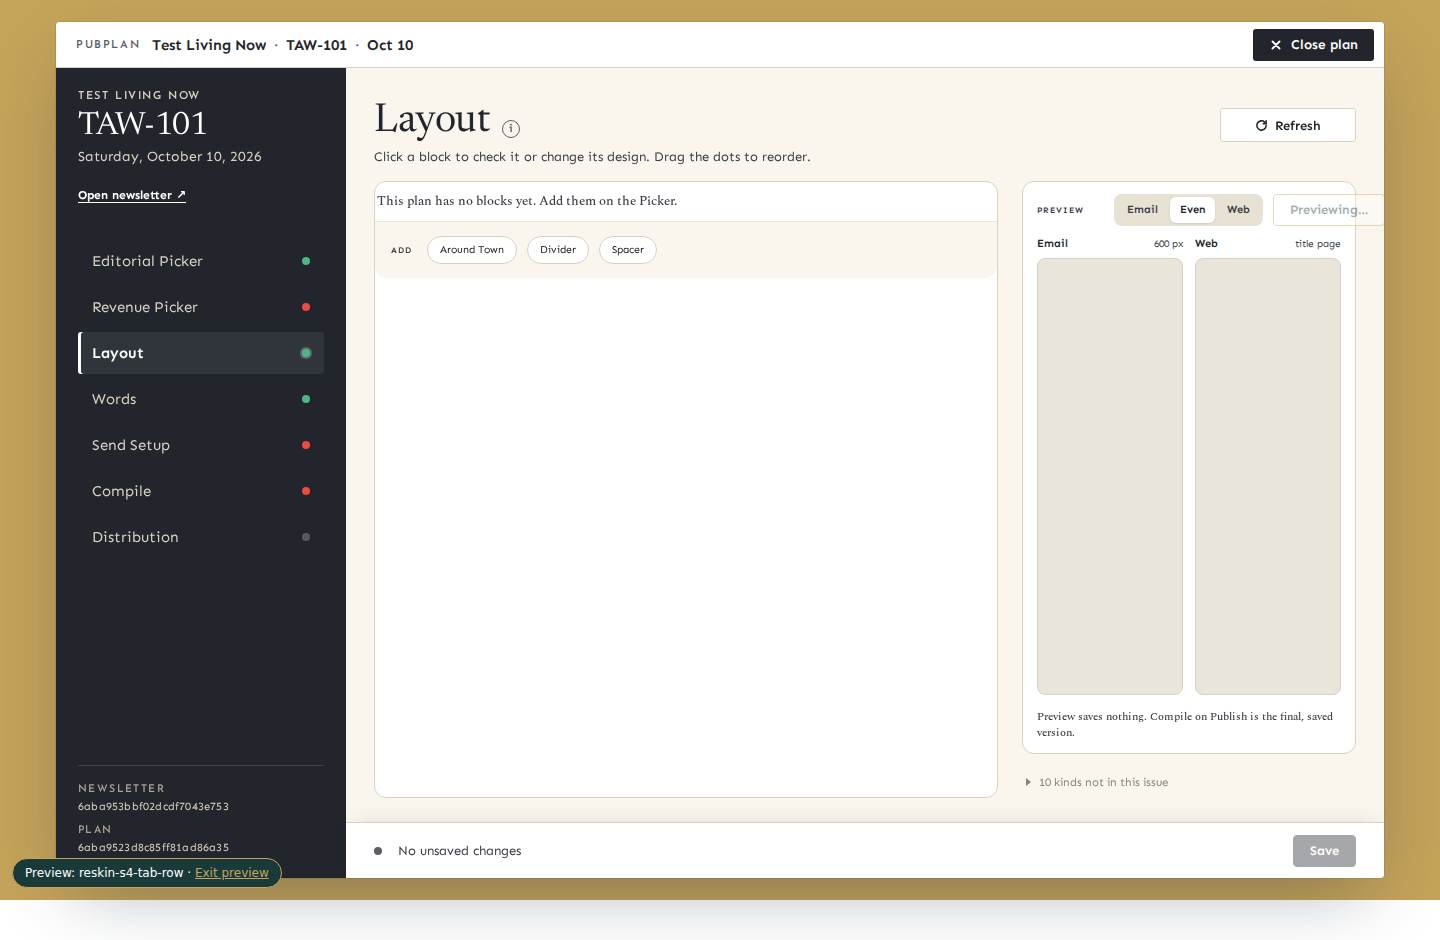 PUBPLAN Test Living Now · TAW-101 · Oct 10
Close plan
TEST LIVING NOW
TAW-101
Saturday, October 10, 2026
Open newsletter ↗
Editorial Picker
Revenue Picker
Layout
Words
Send Setup
Compile
Distribution
NEWSLETTER
6aba953bbf02dcdf7043e753
PLAN
6aba9523d8c85ff81ad86a35
Preview: reskin-s4-tab-row · Exit preview
Layout
Refresh
Click a block to check it or change its design. Drag the dots to reorder.
This plan has no blocks yet. Add them on the Picker.
ADD Around Town Divider Spacer
PREVIEW Email Even Web Previewing...
Email 600 px Web title page
Preview saves nothing. Compile on Publish is the final, saved
version.
10 kinds not in this issue
No unsaved changes
Save